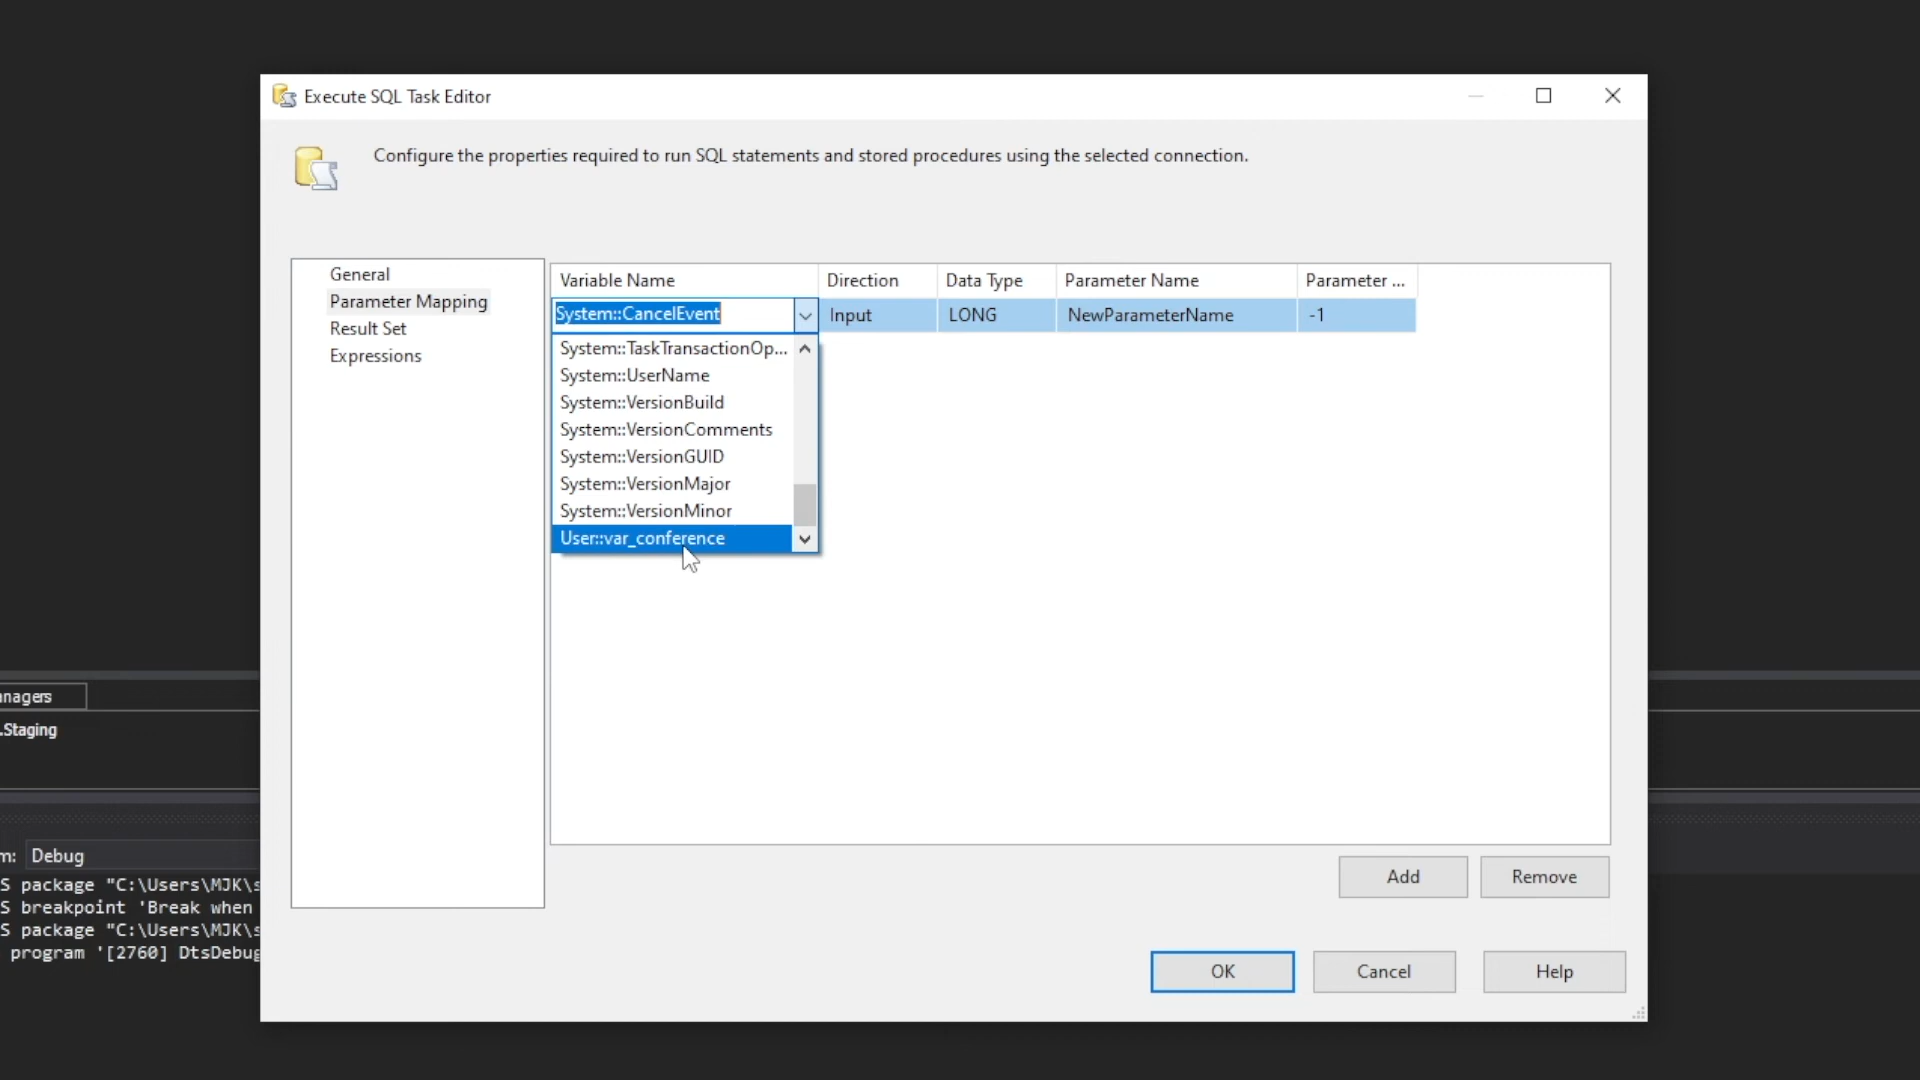 Execute SQL Task Editor
Configure the properties required to run SQL statements and stored procedures using the selected connection.
General
Parameter Mapping
Result Set
Expressions
Variable Name Direction Data Type Parameter Name Parameter ...
System::CancelEvent Input LONG NewParameterName -1
System::TaskTransactionOp...
System::UserName
System::VersionBuild
System::VersionComments
System::VersionGUID
System::VersionMajor
System::VersionMinor
User::var_conference
Add Remove
OK Cancel Help
anagers
.Staging
m: Debug
S package "C:\Users\MJK\s
S breakpoint 'Break when
S package "C:\Users\MJK\s
program '[2760] DtsDebug